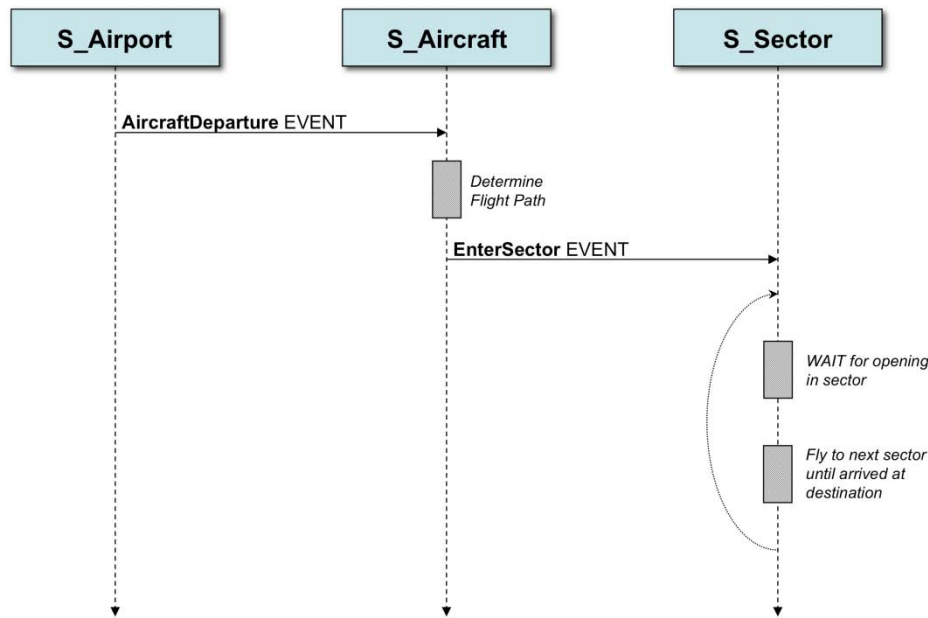 S_Airport
S_Aircraft
S_Sector
AircraftDeparture EVENT
Determine
Flight Path
EnterSector EVENT
WAIT for opening
in sector
Fly to next sector
until arrived at
destination